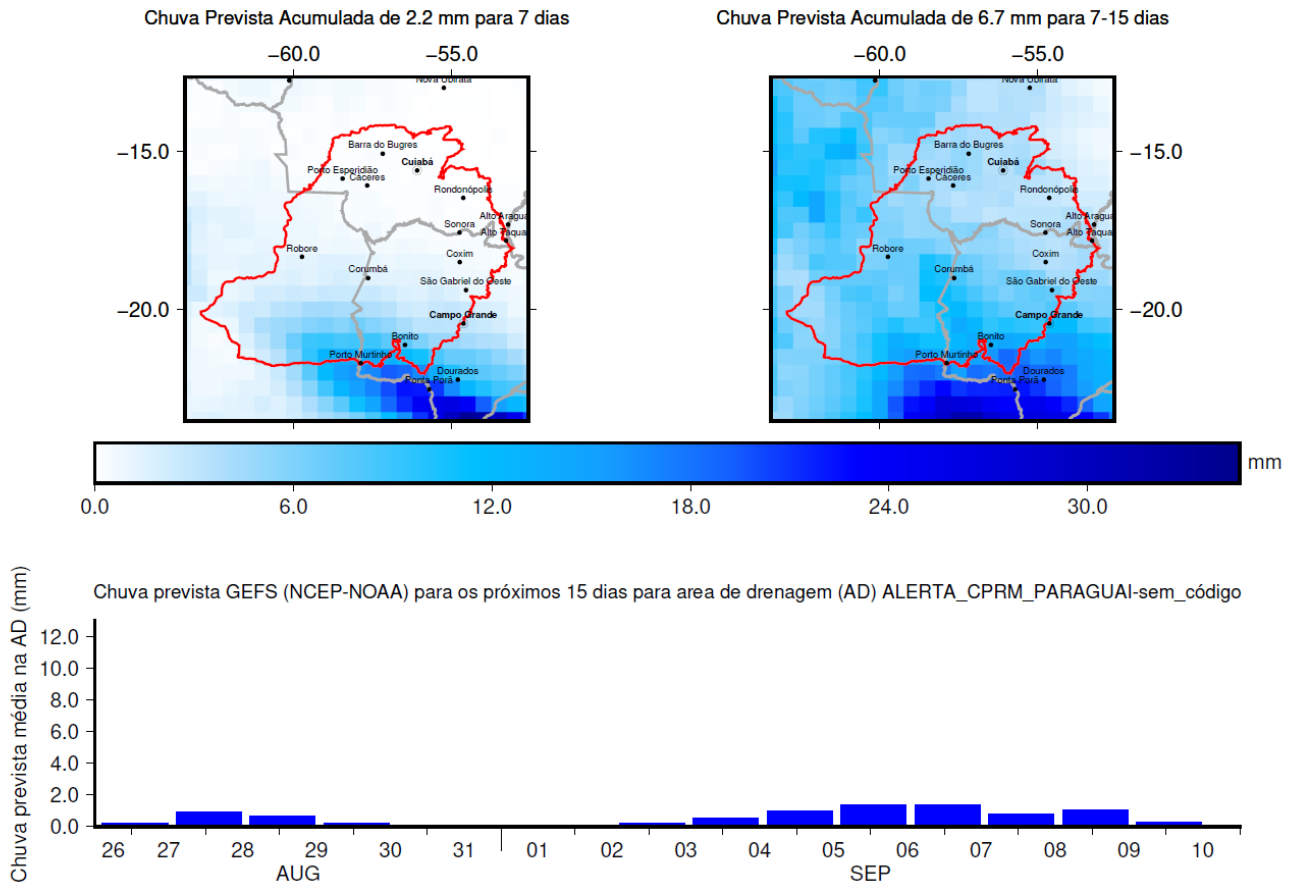 Chuva Prevista Acumulada de 2.2 mm para 7 dias
Chuva Prevista Acumulada de 6.7 mm para 7-15 dias
−60.0 −55.0
−60.0 −55.0
Nova Ubiratã
Nova Ubiratã
−15.0
−15.0
Barra do Bugres
Cuiabá
Porto Esperidião
Cáceres
Rondonópolis
Alto Aragua
Sonora
Alto Taqua
Robore
Coxim
Corumbá
São Gabriel do Oeste
−20.0
Campo Grande
Bonito
Porto Murtinho
Dourados
Ponta Porã
Barra do Bugres
Cuiabá
Porto Esperidião
Cáceres
Rondonópolis
Alto Aragua
Sonora
Alto Taqua
Robore
Coxim
Corumbá
São Gabriel do Oeste
−20.0
Campo Grande
Bonito
Porto Murtinho
Dourados
Ponta Porã
mm
0.0 6.0 12.0 18.0 24.0 30.0
Chuva prevista GEFS (NCEP-NOAA) para os próximos 15 dias para area de drenagem (AD) ALERTA_CPRM_PARAGUAI-sem_código
Chuva prevista média na AD (mm)
12.0
10.0
8.0
6.0
4.0
2.0
0.0
26 27 28 29 30 31 01 02 03 04 05 06 07 08 09 10
AUG SEP